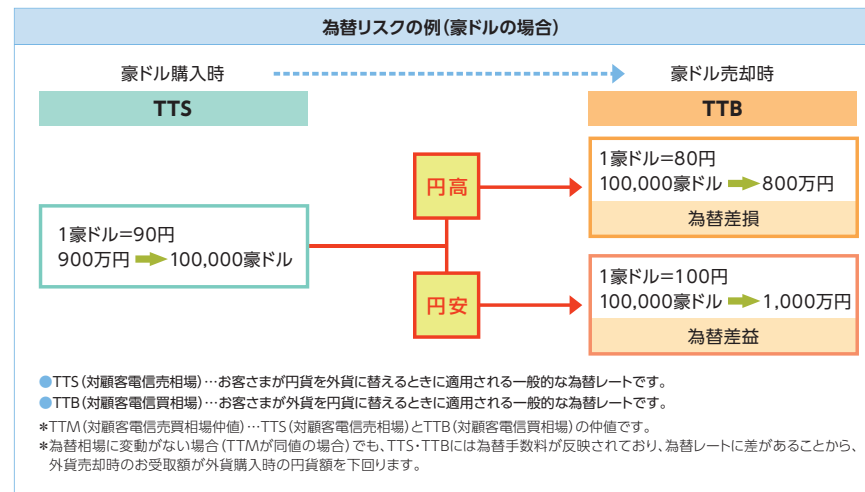 為替リスクの例(豪ドルの場合)
豪ドル購入時
豪ドル売却時
TTS
TTB
円高
1豪ドル=80円
100,000豪ドル➡800万円
為替差損
1豪ドル=90円
900万円➡100,000豪ドル
円安
1豪ドル=100円
100,000豪ドル➡1,000万円
為替差益
●TTS(対顧客電信売相場)…お客さまが円貨を外貨に替えるときに適用される一般的な為替レートです。
●TTB(対顧客電信買相場)…お客さまが外貨を円貨に替えるときに適用される一般的な為替レートです。
*TTM(対顧客電信売買相場仲値)…TTS(対顧客電信売相場)とTTB(対顧客電信買相場)の仲値です。
*為替相場に変動がない場合(TTMが同値の場合)でも、TTS・TTBには為替手数料が反映されており、為替レートに差があることから、
外貨売却時のお受取額が外貨購入時の円貨額を下回ります。